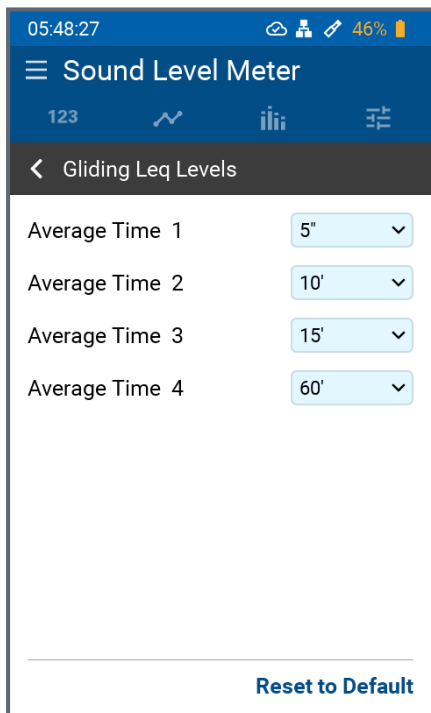 05:48:27 46%
Sound Level Meter
123
Gliding Leq Levels
Average Time 1 5"
Average Time 2 10'
Average Time 3 15'
Average Time 4 60'
Reset to Default